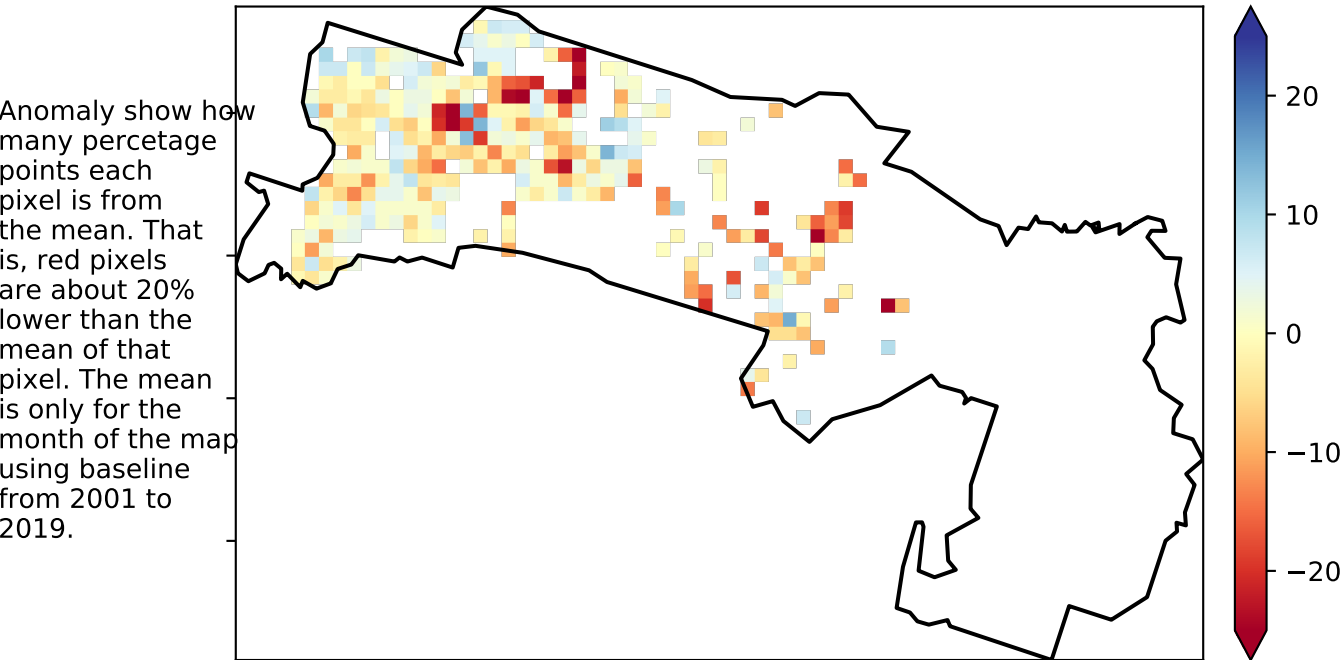 Anomaly show how
many percetage
points each
pixel is from
the mean. That
is, red pixels
are about 20%
lower than the
mean of that
pixel. The mean
is only for the
month of the map
using baseline
from 2001 to
2019.
20
10
0
−10
−20